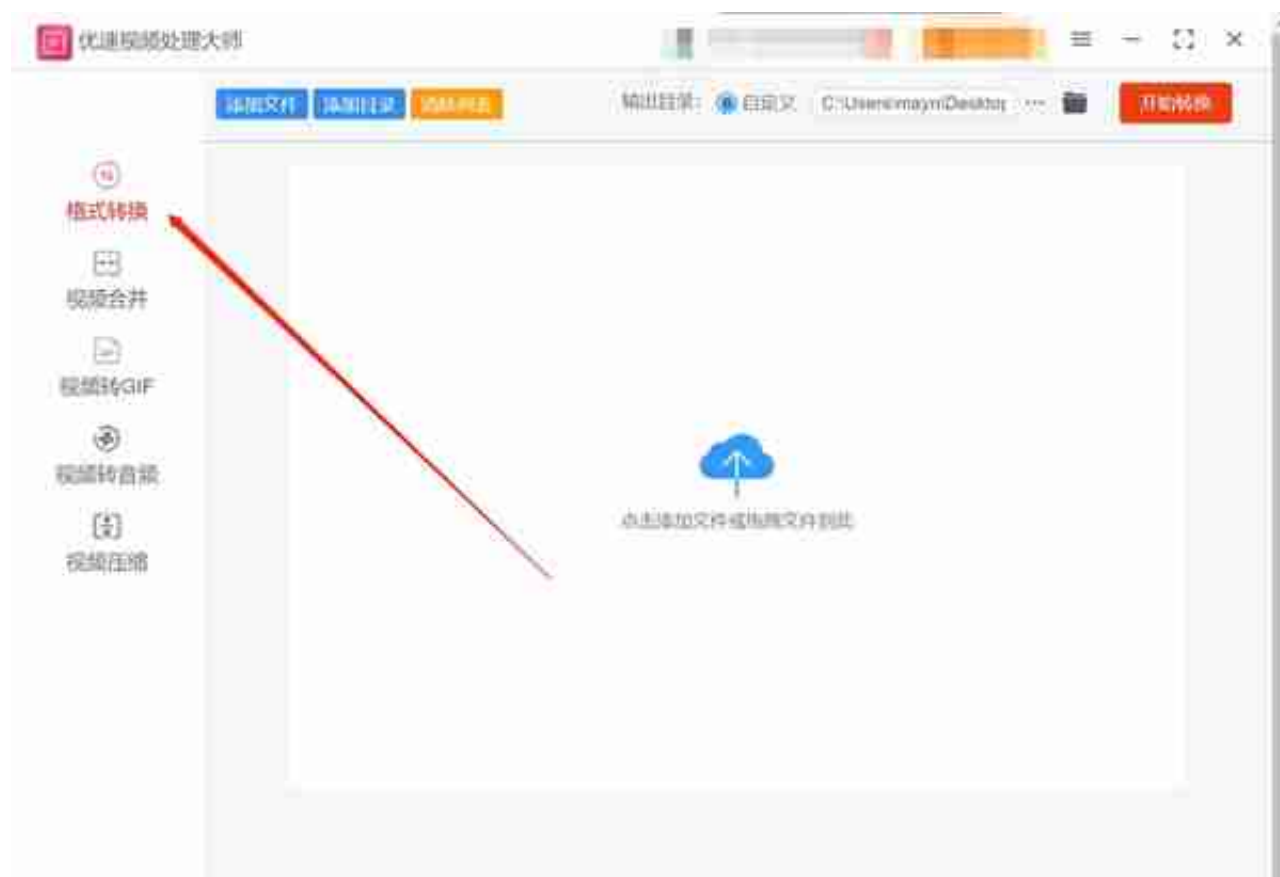 优速视频处理大师
添加文件 添加目录 清除列表 输出目录: 自定义 C:\Users\mayn\Desktop ... 开始转换
格式转换
视频合并
视频转GIF
视频转音频
视频压缩
点击添加文件或拖拽文件到此